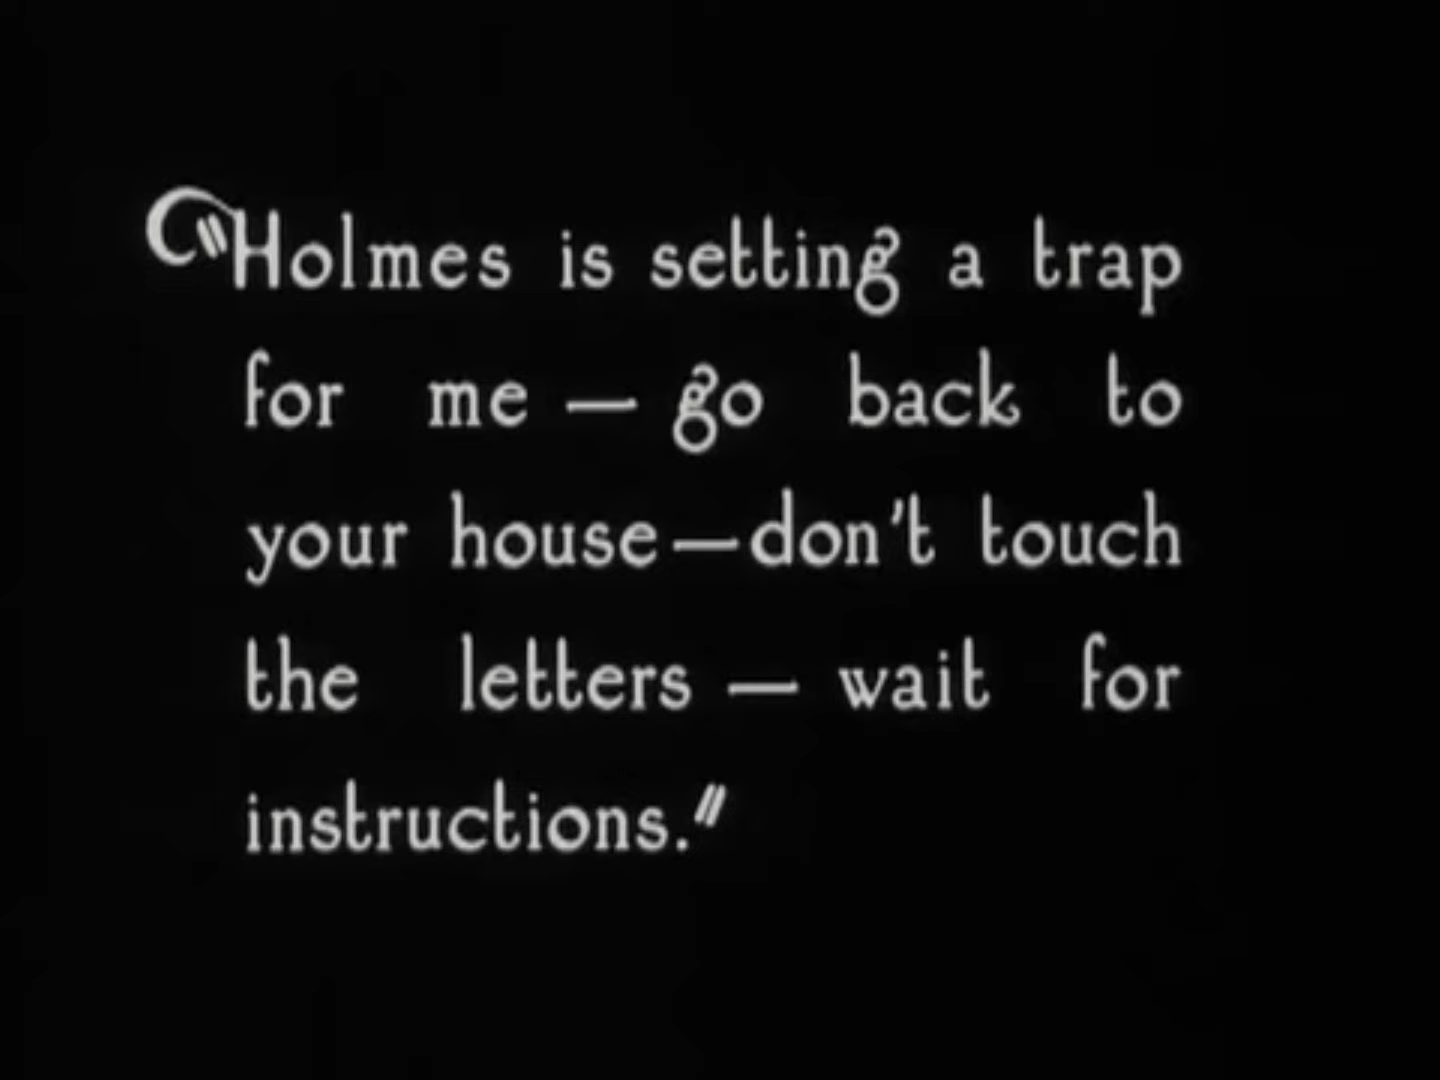 "Holmes is setting a trap
for me — go back to
your house—don't touch
the letters — wait for
instructions."